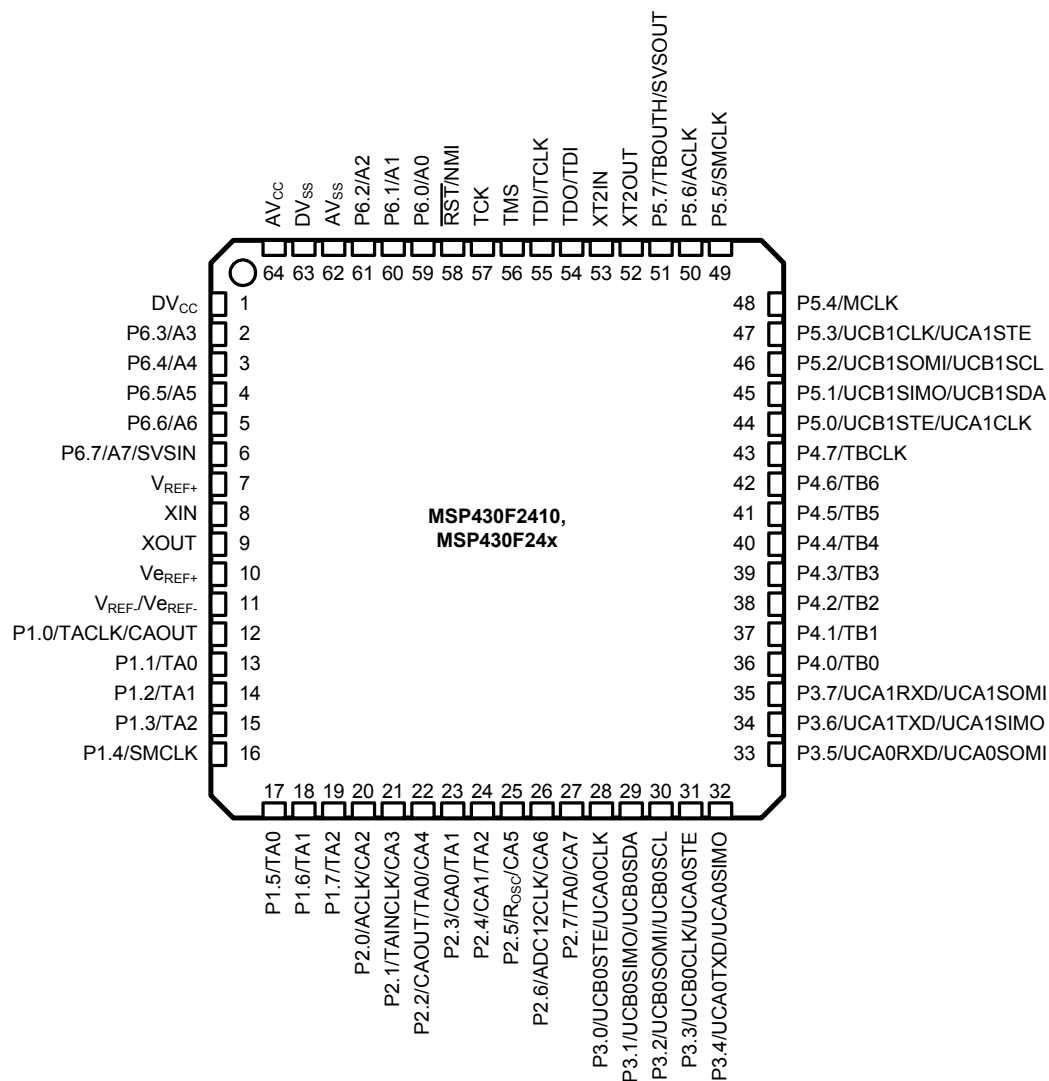 AVCC
DVSS
AVSS
P6.2/A2
P6.1/A1
P6.0/A0
RST/NMI
TCK
TMS
TDI/TCLK
TDO/TDI
XT2IN
XT2OUT
P5.7/TBOUTH/SVSOUT
P5.6/ACLK
P5.5/SMCLK
64 63 62 61 60 59 58 57 56 55 54 53 52 51 50 49
DVCC 1
P6.3/A3 2
P6.4/A4 3
P6.5/A5 4
P6.6/A6 5
P6.7/A7/SVSIN 6
VREF+ 7
XIN 8
XOUT 9
VeREF+ 10
VREF-/VeREF- 11
P1.0/TACLK/CAOUT 12
P1.1/TA0 13
P1.2/TA1 14
P1.3/TA2 15
P1.4/SMCLK 16
MSP430F2410,
MSP430F24x
48 P5.4/MCLK
47 P5.3/UCB1CLK/UCA1STE
46 P5.2/UCB1SOMI/UCB1SCL
45 P5.1/UCB1SIMO/UCB1SDA
44 P5.0/UCB1STE/UCA1CLK
43 P4.7/TBCLK
42 P4.6/TB6
41 P4.5/TB5
40 P4.4/TB4
39 P4.3/TB3
38 P4.2/TB2
37 P4.1/TB1
36 P4.0/TB0
35 P3.7/UCA1RXD/UCA1SOMI
34 P3.6/UCA1TXD/UCA1SIMO
33 P3.5/UCA0RXD/UCA0SOMI
17 18 19 20 21 22 23 24 25 26 27 28 29 30 31 32
P1.5/TA0
P1.6/TA1
P1.7/TA2
P2.0/ACLK/CA2
P2.1/TAINCLK/CA3
P2.2/CAOUT/TA0/CA4
P2.3/CA0/TA1
P2.4/CA1/TA2
P2.5/ROSC/CA5
P2.6/ADC12CLK/CA6
P2.7/TA0/CA7
P3.0/UCB0STE/UCA0CLK
P3.1/UCB0SIMO/UCB0SDA
P3.2/UCB0SOMI/UCB0SCL
P3.3/UCB0CLK/UCA0STE
P3.4/UCA0TXD/UCA0SIMO